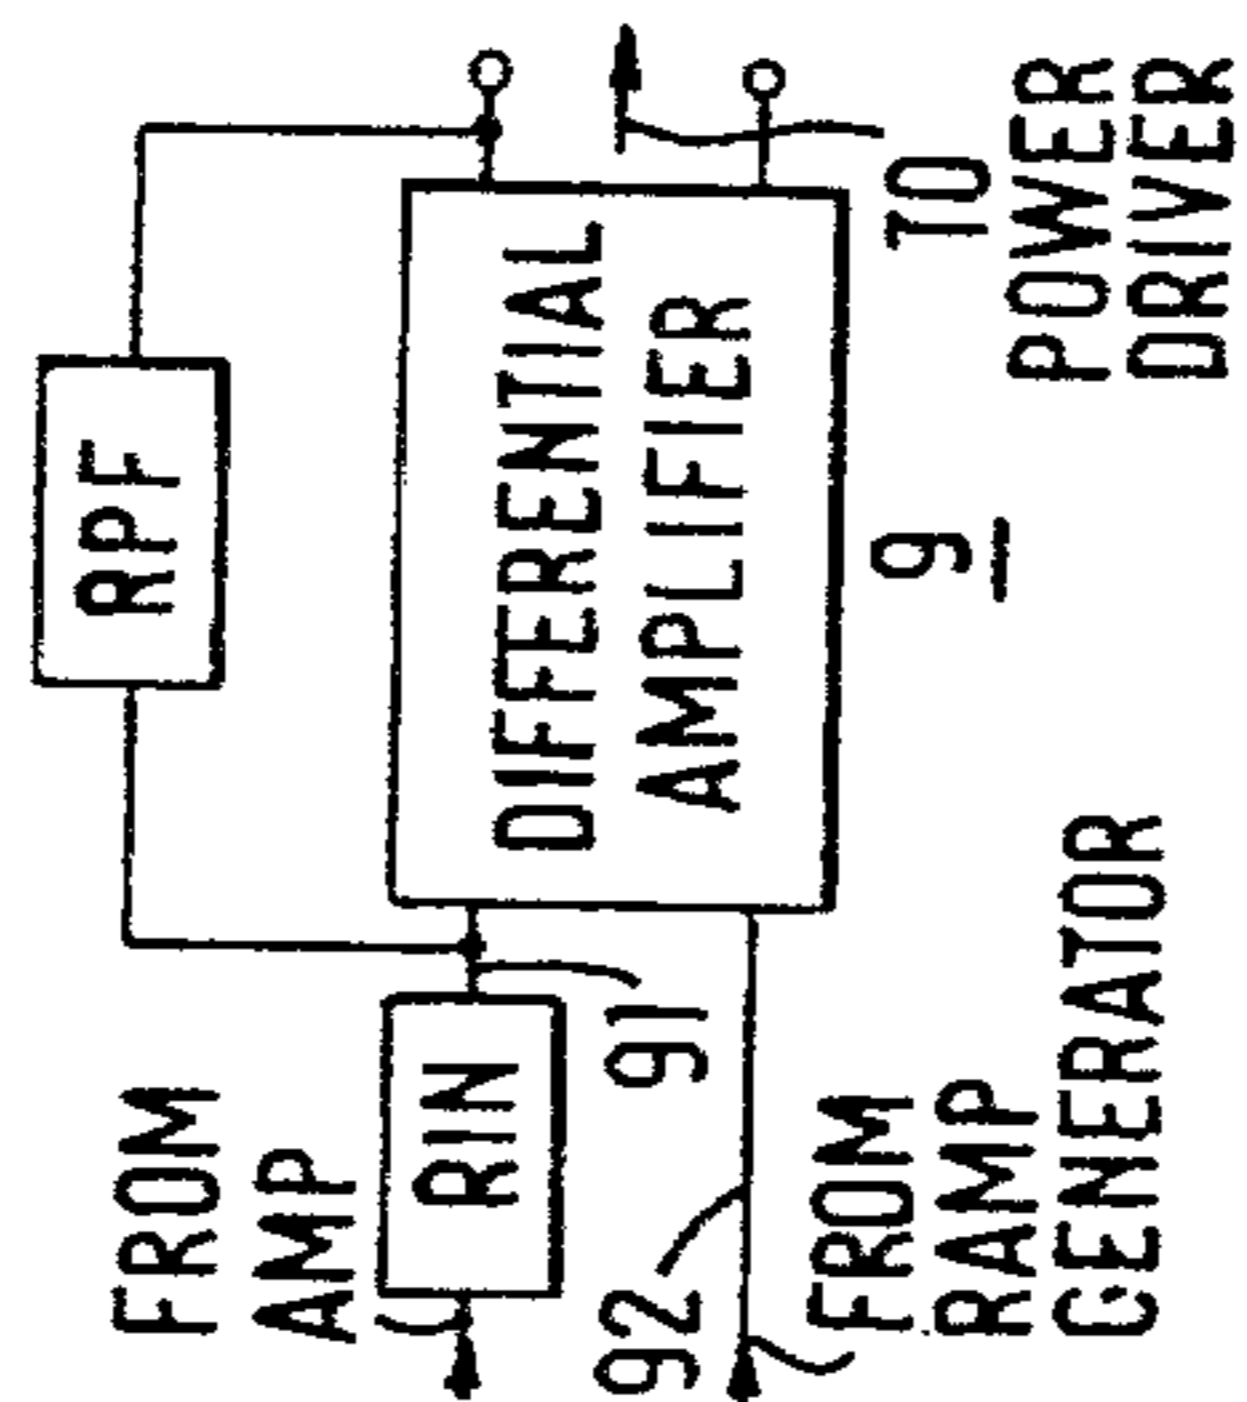 RPF
FROM
AMP
RIN
91
DIFFERENTIAL
AMPLIFIER
92
FROM
RAMP
GENERATOR
9
TO
POWER
DRIVER